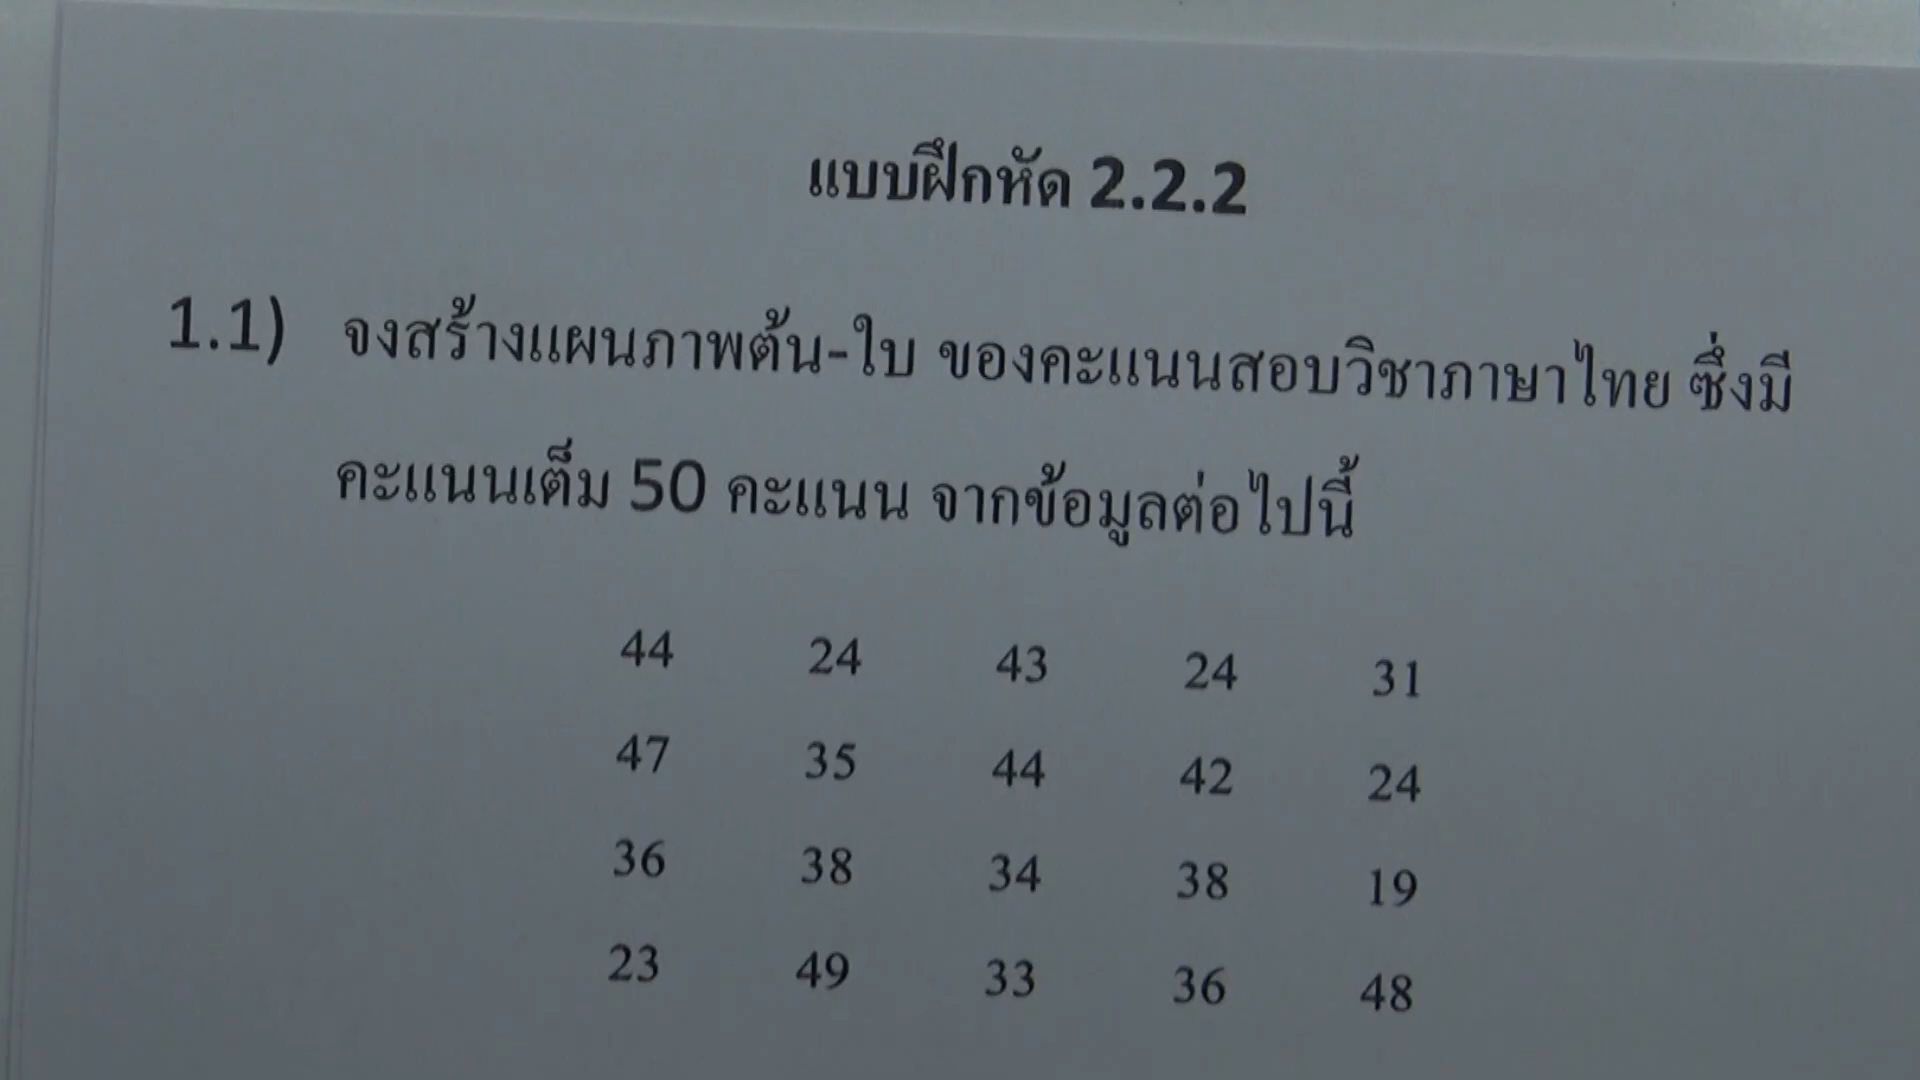 แบบฝึกหัด 2.2.2
1.1) จงสร้างแผนภาพต้น-ใบ ของคะแนนสอบวิชาภาษาไทย ซึ่งมี
คะแนนเต็ม 50 คะแนน จากข้อมูลต่อไปนี้
44 24 43 24 31
47 35 44 42 24
36 38 34 38 19
23 49 33 36 48